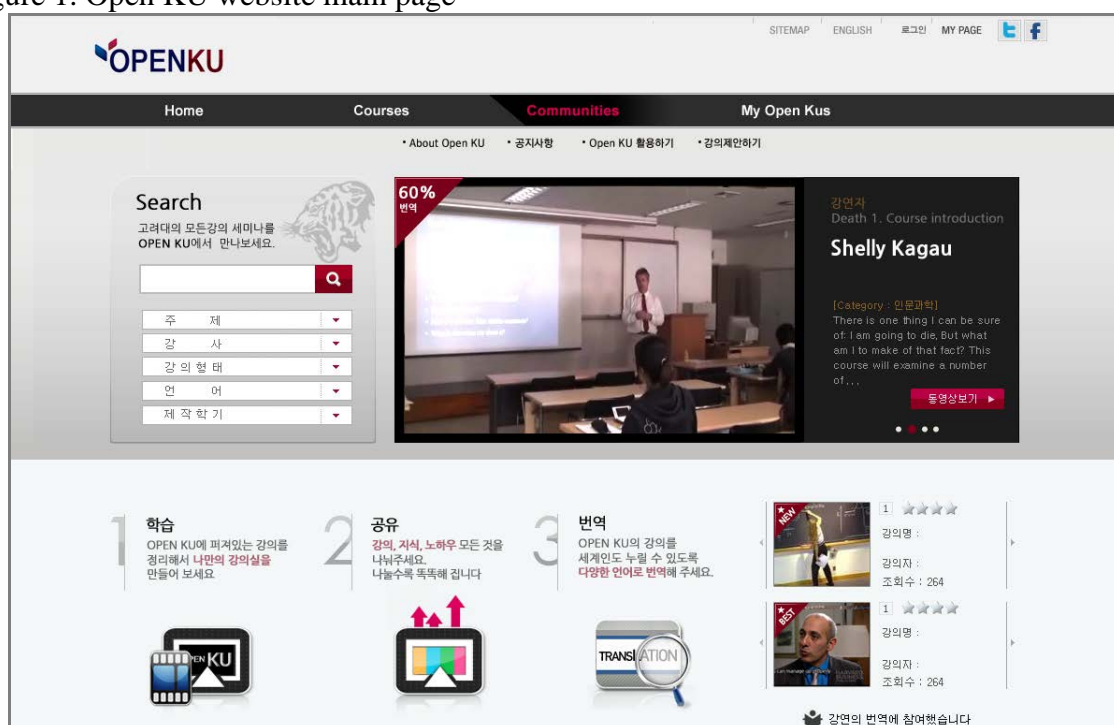 gure 1. Open KU website main page
SITEMAP ENGLISH 로그인 MY PAGE
OPENKU
Home Courses Communities My Open Kus
• About Open KU • 공지사항 • Open KU 활용하기 • 강의제안하기
Search
고려대의 모든강의 세미나를
OPEN KU에서 만나보세요.
주 제
강 사
강 의 형 태
언 어
제 작 학 기
60%
번역
강연자
Death 1. Course introduction
Shelly Kagau
[Category : 인문과학]
There is one thing I can be sure
of: I am going to die, But what
am I to make of that fact? This
course will examine a number
of...
동영상보기
1
학습
OPEN KU에 퍼져있는 강의를
정리해서 나만의 강의실을
만들어 보세요
OPEN KU
2
공유
강의, 지식, 노하우 모든 것을
나눠주세요.
나눌수록 똑똑해 집니다
3
번역
OPEN KU의 강의를
세계인도 누릴 수 있도록
다양한 언어로 번역해 주세요.
TRANSLATION
NEW
1
강의명 :
강의자 :
조회수 : 264
BEST
1
강의명 :
강의자 :
조회수 : 264
강연의 번역에 참여했습니다